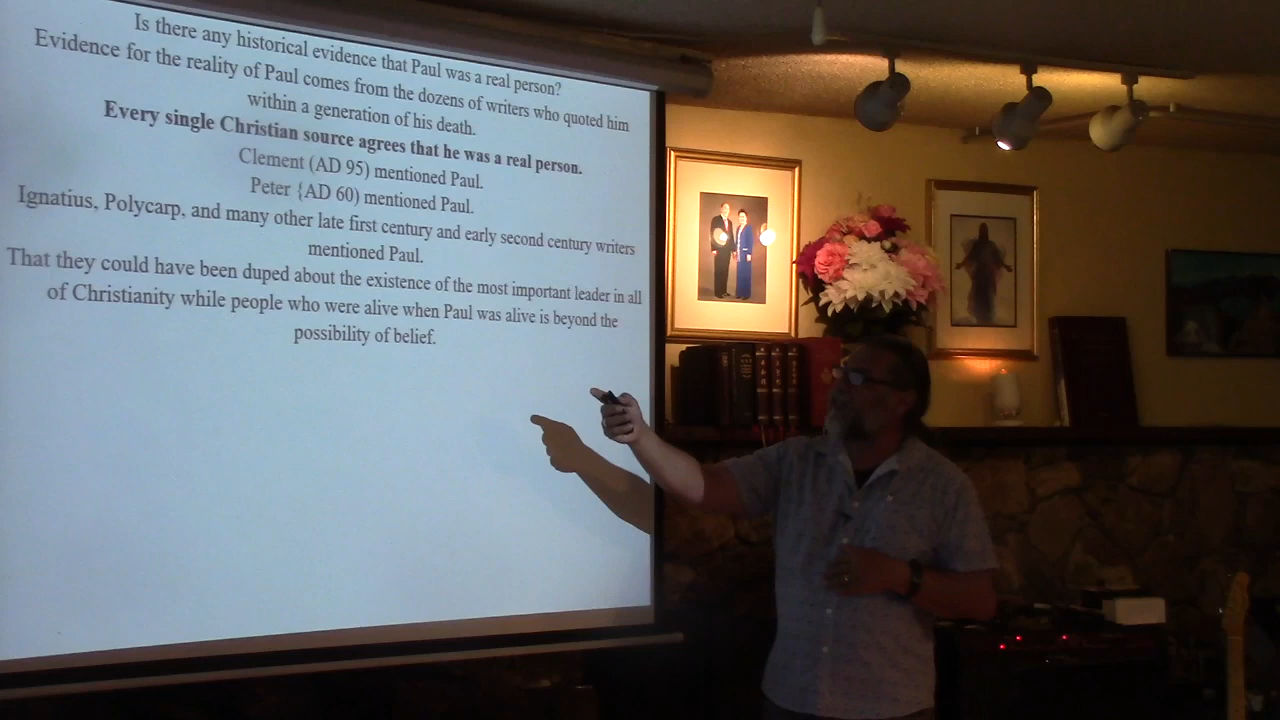 Is there any historical evidence that Paul was a real person?
Evidence for the reality of Paul comes from the dozens of writers who quoted him
within a generation of his death.
Every single Christian source agrees that he was a real person.
Clement (AD 95) mentioned Paul.
Peter {AD 60) mentioned Paul.
Ignatius, Polycarp, and many other late first century and early second century writers
mentioned Paul.
That they could have been duped about the existence of the most important leader in all
of Christianity while people who were alive when Paul was alive is beyond the
possibility of belief.